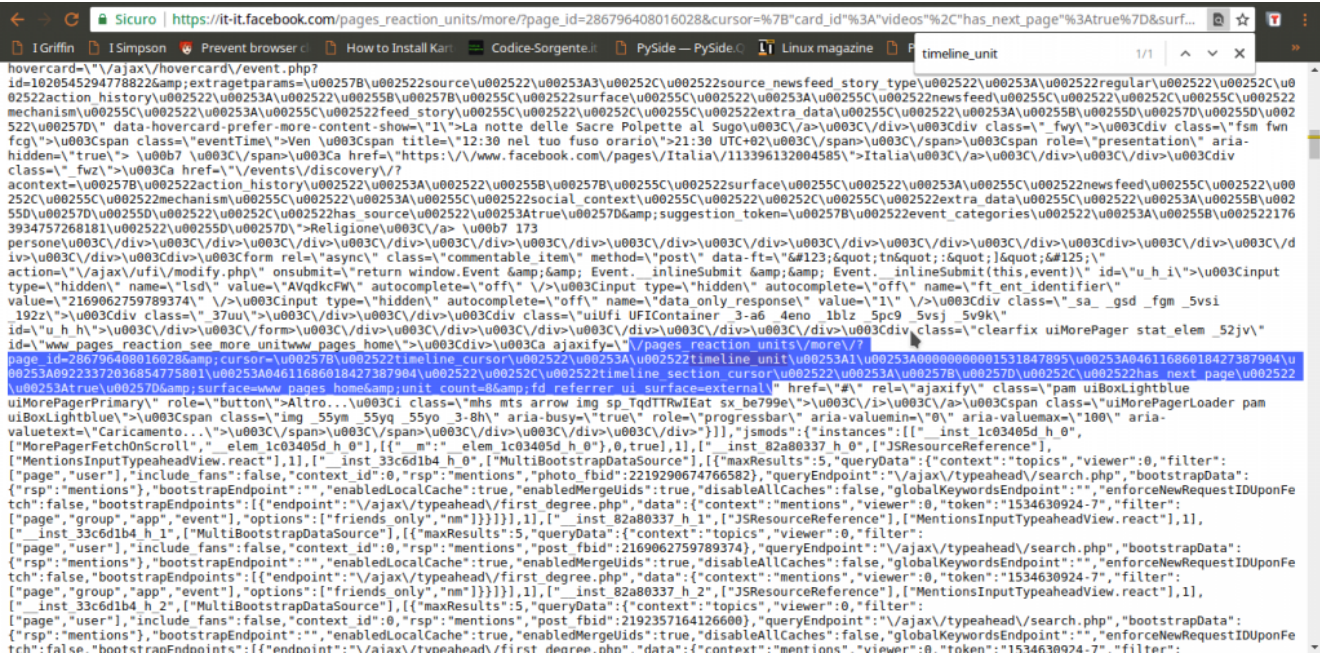 Sicuro | https://it-it.facebook.com/pages_reaction_units/more/?page_id=286796408016028&cursor=%7B"card_id"%3A"videos"%2C"has_next_page"%3Atrue%7D&surf...
I Griffin I Simpson Prevent browser c How to Install Kart Codice-Sorgente.it PySide — PySide.Q Linux magazine P »
timeline_unit 1/1
hovercard=\"\/ajax\/hovercard\/event.php?
id=1020545294778822&amp;extragetparams=\u00257B\u002522source\u002522\u00253A3\u00252C\u002522source_newsfeed_story_type\u002522\u00253A\u002522regular\u002522\u00252C\u0
02522action_history\u002522\u00253A\u002522\u00255B\u00257B\u00255C\u002522surface\u00255C\u002522\u00253A\u00255C\u002522newsfeed\u00255C\u002522\u00252C\u00255C\u002522
mechanism\u00255C\u002522\u00253A\u00255C\u002522feed_story\u00255C\u002522\u00252C\u00255C\u002522extra_data\u00255C\u002522\u00253A\u00255B\u00255D\u00257D\u00255D\u002
522\u00257D\" data-hovercard-prefer-more-content-show=\"1\">La notte delle Sacre Polpette al Sugo\u003C\/a>\u003C\/div>\u003Cdiv class=\"_fwy\">\u003Cdiv class=\"fsm fwn
fcg\">\u003Cspan class=\"eventTime\">Ven \u003Cspan title=\"12:30 nel tuo fuso orario\">21:30 UTC+02\u003C\/span>\u003C\/span>\u003Cspan role=\"presentation\" aria-
hidden=\"true\"> \u00b7 \u003C\/span>\u003Ca href=\"https:\/\/www.facebook.com\/pages\/Italia\/113396132004585\">Italia\u003C\/a>\u003C\/div>\u003C\/div>\u003Cdiv
class=\"_fwz\">\u003Ca href=\"\/events\/discovery\/?
acontext=\u00257B\u002522action_history\u002522\u00253A\u002522\u00255B\u00257B\u00255C\u002522surface\u00255C\u002522\u00253A\u00255C\u002522newsfeed\u00255C\u002522\u00
252C\u00255C\u002522mechanism\u00255C\u002522\u00253A\u00255C\u002522social_context\u00255C\u002522\u00252C\u00255C\u002522extra_data\u00255C\u002522\u00253A\u00255B\u002
55D\u00257D\u00255D\u002522\u00252C\u002522has_source\u002522\u00253Atrue\u00257D&amp;suggestion_token=\u00257B\u002522event_categories\u002522\u00253A\u00255B\u002522176
3934757268181\u002522\u00255D\u00257D\">Religione\u003C\/a> \u00b7 173
persone\u003C\/div>\u003C\/div>\u003C\/div>\u003C\/div>\u003C\/div>\u003C\/div>\u003C\/div>\u003C\/div>\u003C\/div>\u003C\/div>\u003C\/div>\u003Cdiv>\u003C\/div>\u003C\/d
iv>\u003C\/div>\u003Cdiv>\u003Cform rel=\"async\" class=\"commentable_item\" method=\"post\" data-ft=\"&#123;&quot;tn&quot;:&quot;]&quot;&#125;\"
action=\"\/ajax\/ufi\/modify.php\" onsubmit=\"return window.Event &amp;&amp; Event.__inlineSubmit &amp;&amp; Event.__inlineSubmit(this,event)\" id=\"u_h_i\">\u003Cinput
type=\"hidden\" name=\"lsd\" value=\"AVqdkcFW\" autocomplete=\"off\" \/>\u003Cinput type=\"hidden\" autocomplete=\"off\" name=\"ft_ent_identifier\"
value=\"2169062759789374\" \/>\u003Cinput type=\"hidden\" autocomplete=\"off\" name=\"data_only_response\" value=\"1\" \/>\u003Cdiv class=\"_sa_ _gsd _fgm _5vsi
_192z\">\u003Cdiv class=\"_37uu\">\u003Cdiv>\u003Cdiv class=\"uiUfi UFIContainer _3-a6 _4eno _1blz _5pc9 _5vsj _5v9k\"
id=\"u_h_h\">\u003C\/div>\u003C\/form>\u003C\/div>\u003C\/div>\u003C\/div>\u003C\/div>\u003C\/div>\u003C\/div>\u003Cdiv class=\"clearfix uiMorePager stat_elem _52jv\"
id=\"www_pages_reaction_see_more_unitwww_pages_home\">\u003Cdiv>\u003Ca ajaxify=\"\/pages_reaction_units\/more\/?
page_id=286796408016028&amp;cursor=\u00257B\u002522timeline_cursor\u002522\u00253A\u002522timeline_unit\u00253A1\u00253A00000000001531847895\u00253A04611686018427387904\u
00253A09223372036854775801\u00253A04611686018427387904\u002522\u00252C\u002522timeline_section_cursor\u002522\u00253A\u00257B\u00257D\u00252C\u002522has_next_page\u002522
\u00253Atrue\u00257D&amp;surface=www_pages_home&amp;unit_count=8&amp;fd_referrer_ui_surface=external\" href=\"#\" rel=\"ajaxify\" class=\"pam uiBoxLightblue
uiMorePagerPrimary\" role=\"button\">Altro...\u003Ci class=\"mhs mts arrow img sp_TqdTTRwIEat sx_be799e\">\u003C\/i>\u003C\/a>\u003Cspan class=\"uiMorePagerLoader pam
uiBoxLightblue\">\u003Cspan class=\"img _55ym _55yq _55yo _3-8h\" aria-busy=\"true\" role=\"progressbar\" aria-valuemin=\"0\" aria-valuemax=\"100\" aria-
valuetext=\"Caricamento...\">\u003C\/span>\u003C\/span>\u003C\/div>\u003C\/div>\u003C\/div>"}]],"jsmods":{"instances":[["__inst_1c03405d_h_0",
["MorePagerFetchOnScroll","__elem_1c03405d_h_0"],[{"__m":"__elem_1c03405d_h_0"},0,true],1],["__inst_82a80337_h_0",["JSResourceReference"],
["MentionsInputTypeaheadView.react"],1],["__inst_33c6d1b4_h_0",["MultiBootstrapDataSource"],[{"maxResults":5,"queryData":{"context":"topics","viewer":0,"filter":
["page","user"],"include_fans":false,"context_id":0,"rsp":"mentions","photo_fbid":2219290674766582},"queryEndpoint":"\/ajax\/typeahead\/search.php","bootstrapData":
{"rsp":"mentions"},"bootstrapEndpoint":"","enabledLocalCache":true,"enabledMergeUids":true,"disableAllCaches":false,"globalKeywordsEndpoint":"","enforceNewRequestIDUponFe
tch":false,"bootstrapEndpoints":[{"endpoint":"\/ajax\/typeahead\/first_degree.php","data":{"context":"mentions","viewer":0,"token":"1534630924-7","filter":
["page","group","app","event"],"options":["friends_only","nm"]}}]}],1],["__inst_82a80337_h_1",["JSResourceReference"],["MentionsInputTypeaheadView.react"],1],
["__inst_33c6d1b4_h_1",["MultiBootstrapDataSource"],[{"maxResults":5,"queryData":{"context":"topics","viewer":0,"filter":
["page","user"],"include_fans":false,"context_id":0,"rsp":"mentions","post_fbid":2169062759789374},"queryEndpoint":"\/ajax\/typeahead\/search.php","bootstrapData":
{"rsp":"mentions"},"bootstrapEndpoint":"","enabledLocalCache":true,"enabledMergeUids":true,"disableAllCaches":false,"globalKeywordsEndpoint":"","enforceNewRequestIDUponFe
tch":false,"bootstrapEndpoints":[{"endpoint":"\/ajax\/typeahead\/first_degree.php","data":{"context":"mentions","viewer":0,"token":"1534630924-7","filter":
["page","group","app","event"],"options":["friends_only","nm"]}}]}],1],["__inst_82a80337_h_2",["JSResourceReference"],["MentionsInputTypeaheadView.react"],1],
["__inst_33c6d1b4_h_2",["MultiBootstrapDataSource"],[{"maxResults":5,"queryData":{"context":"topics","viewer":0,"filter":
["page","user"],"include_fans":false,"context_id":0,"rsp":"mentions","post_fbid":2192357164126600},"queryEndpoint":"\/ajax\/typeahead\/search.php","bootstrapData":
{"rsp":"mentions"},"bootstrapEndpoint":"","enabledLocalCache":true,"enabledMergeUids":true,"disableAllCaches":false,"globalKeywordsEndpoint":"","enforceNewRequestIDUponFe
tch":false,"bootstrapEndpoints":[{"endpoint":"\/ajax\/typeahead\/first_degree.php","data":{"context":"mentions","viewer":0,"token":"1534630924-7","filter":